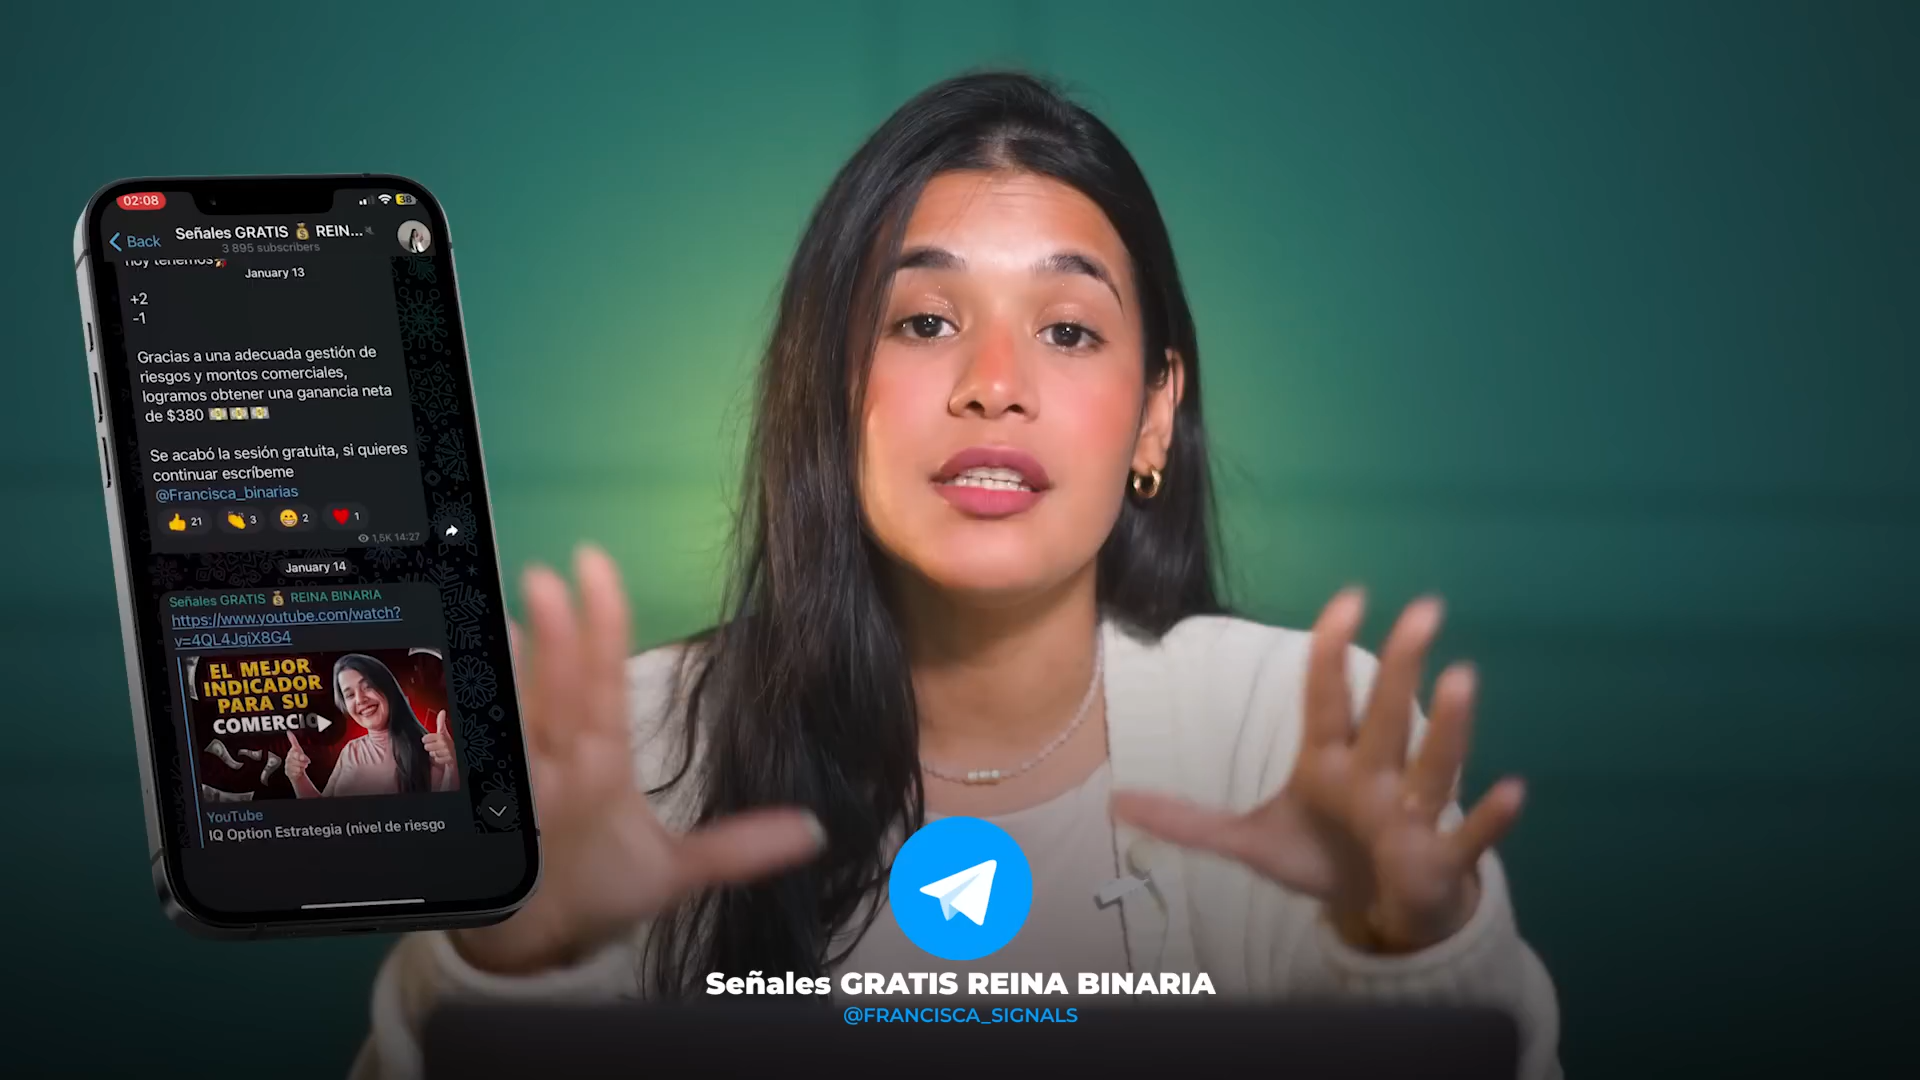 02:08
38
Back
Señales GRATIS 💰 REIN...
3 895 subscribers
hoy tenemos🚀
January 13
+2
-1
Gracias a una adecuada gestión de
riesgos y montos comerciales,
logramos obtener una ganancia neta
de $380 💵💵💵
Se acabó la sesión gratuita, si quieres
continuar escríbeme
@Francisca_binarias
👍 21 👏 3 😀 2 ❤️ 1
1,5K 14:27
January 14
Señales GRATIS 💰 REINA BINARIA
https://www.youtube.com/watch?
v=4QL4JgiX8G4
EL MEJOR
INDICADOR
PARA SU
COMERCIO
YouTube
IQ Option Estrategia (nivel de riesgo
Señales GRATIS REINA BINARIA
@FRANCISCA_SIGNALS